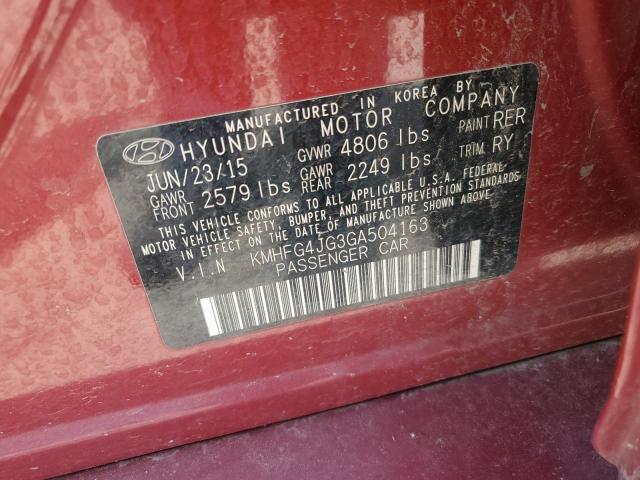 MANUFACTURED IN KOREA BY
HYUNDAI MOTOR COMPANY
JUN/23/15 GVWR 4806 lbs PAINT RER
GAWR FRONT 2579 lbs GAWR REAR 2249 lbs TRIM RY
THIS VEHICLE CONFORMS TO ALL APPLICABLE U.S.A. FEDERAL
MOTOR VEHICLE SAFETY, BUMPER, AND THEFT PREVENTION STANDARDS
IN EFFECT ON THE DATE OF MANUFACTURE SHOWN ABOVE.
V.I.N KMHFG4JG3GA504163
PASSENGER CAR